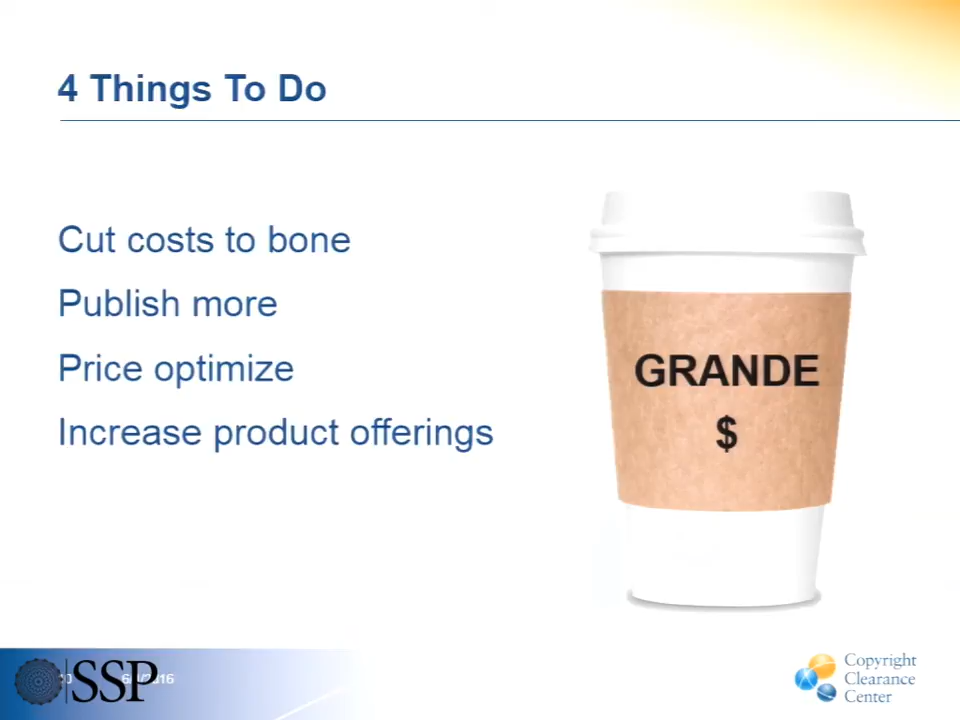 4 Things To Do
Cut costs to bone
Publish more
Price optimize
Increase product offerings
GRANDE
$
SSP
Copyright
Clearance
Center